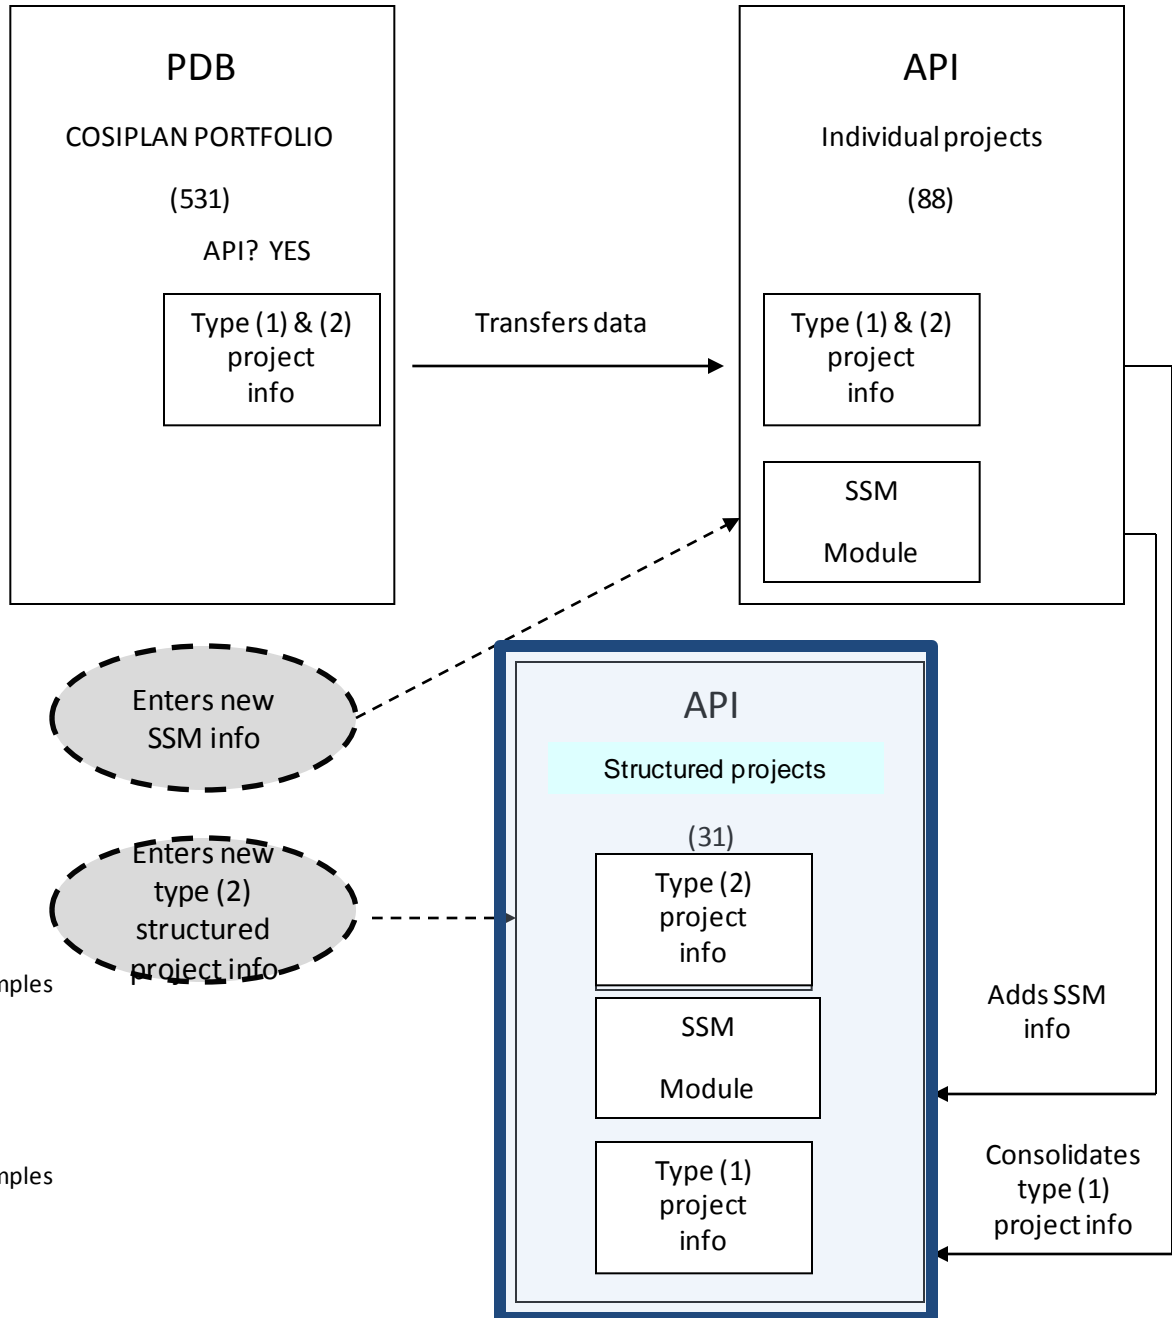 PDB
COSIPLAN PORTFOLIO
(531)
API? YES
Type (1) & (2)
project
info
Transfers data
API
Individual projects
(88)
Type (1) & (2)
project
info
SSM
Module
Enters new
SSM info
Enters new
type (2)
structured
project info
API
Structured projects
(31)
Type (2)
project
info
SSM
Module
Type (1)
project
info
Adds SSM
info
Consolidates
type (1)
project info